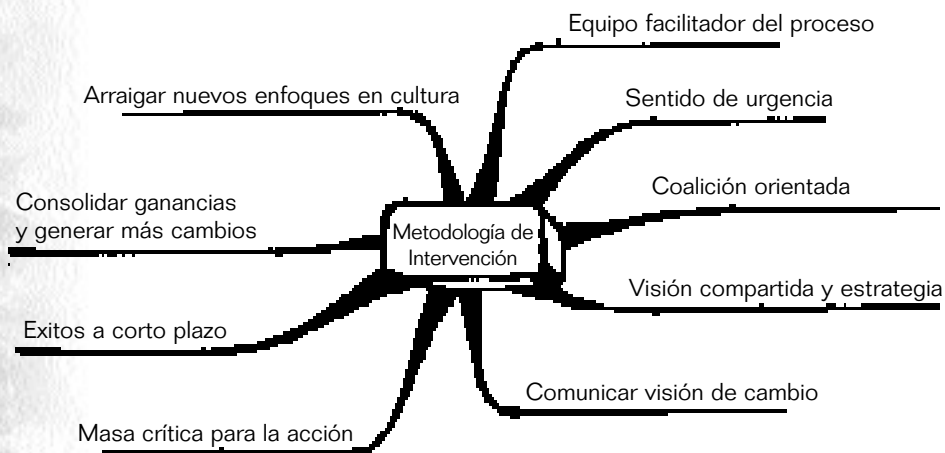 Equipo facilitador del proceso
Sentido de urgencia
Coalición orientada
Visión compartida y estrategia
Comunicar visión de cambio
Masa crítica para la acción
Exitos a corto plazo
Consolidar ganancias
y generar más cambios
Arraigar nuevos enfoques en cultura
Metodología de
Intervención